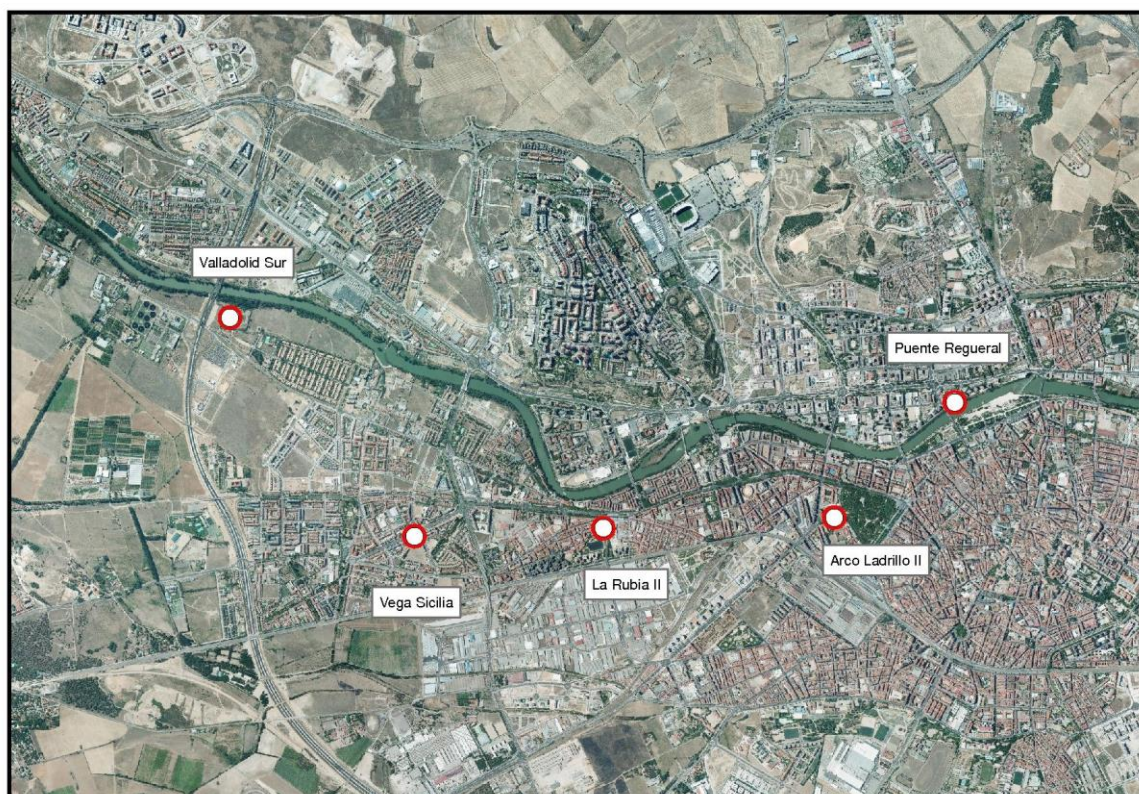 Valladolid Sur
Puente Regueral
Arco Ladrillo II
La Rubia II
Vega Sicilia